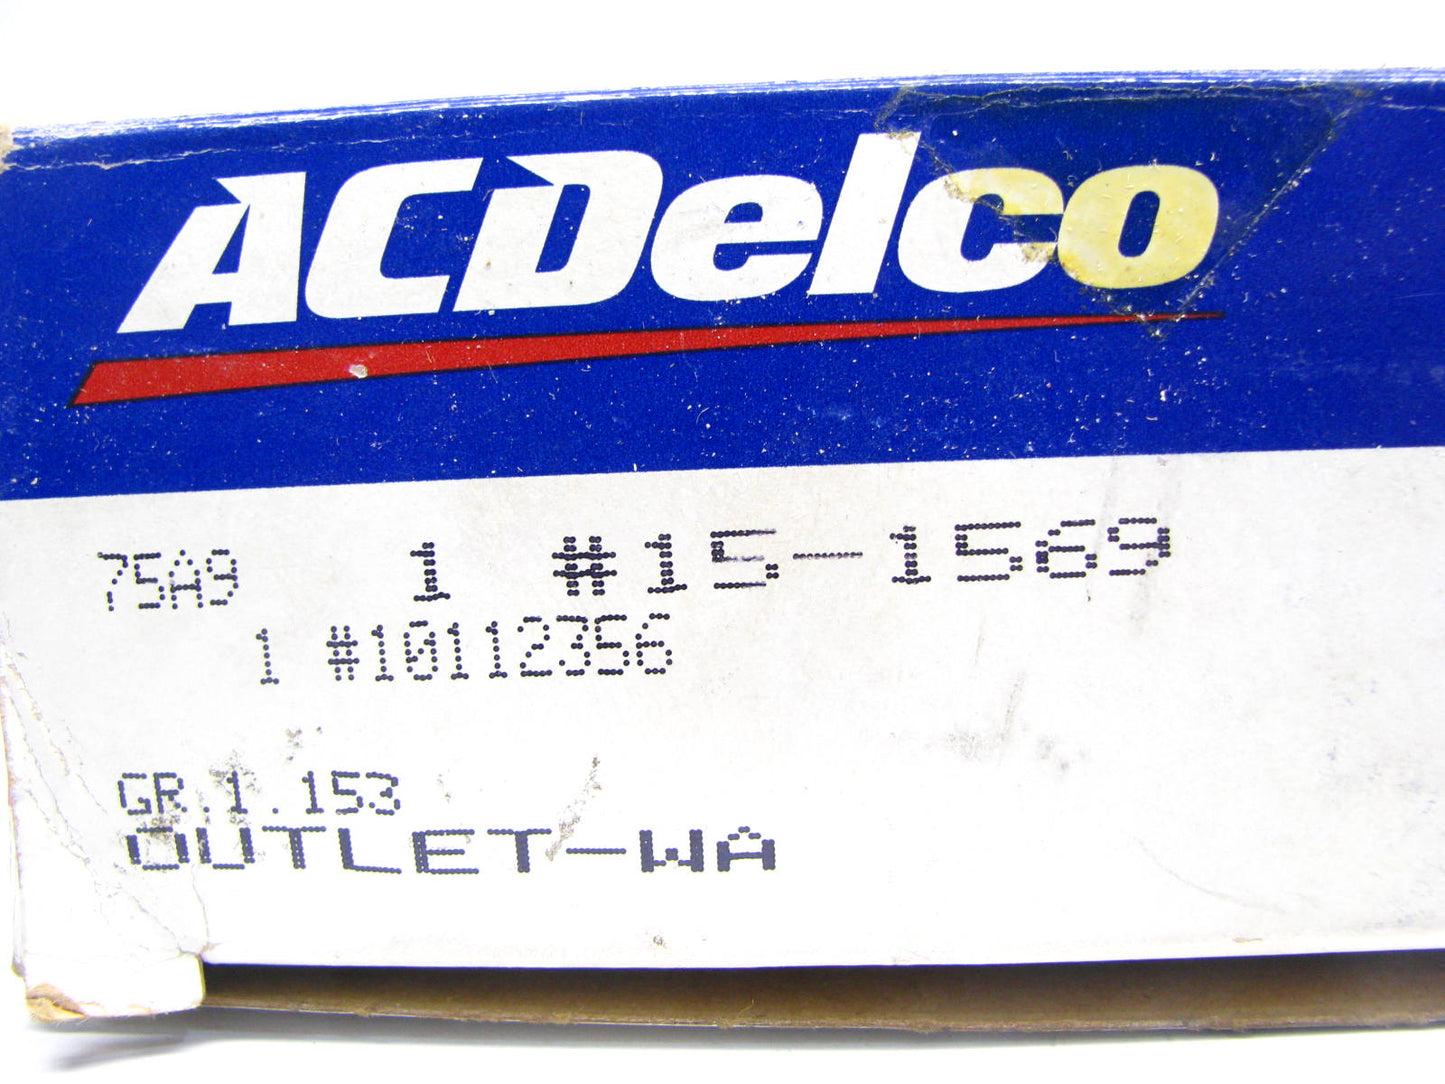 ACDelco
75A9 1 #15-1569
1 #10112356
GR.1.153
OUTLET-WA